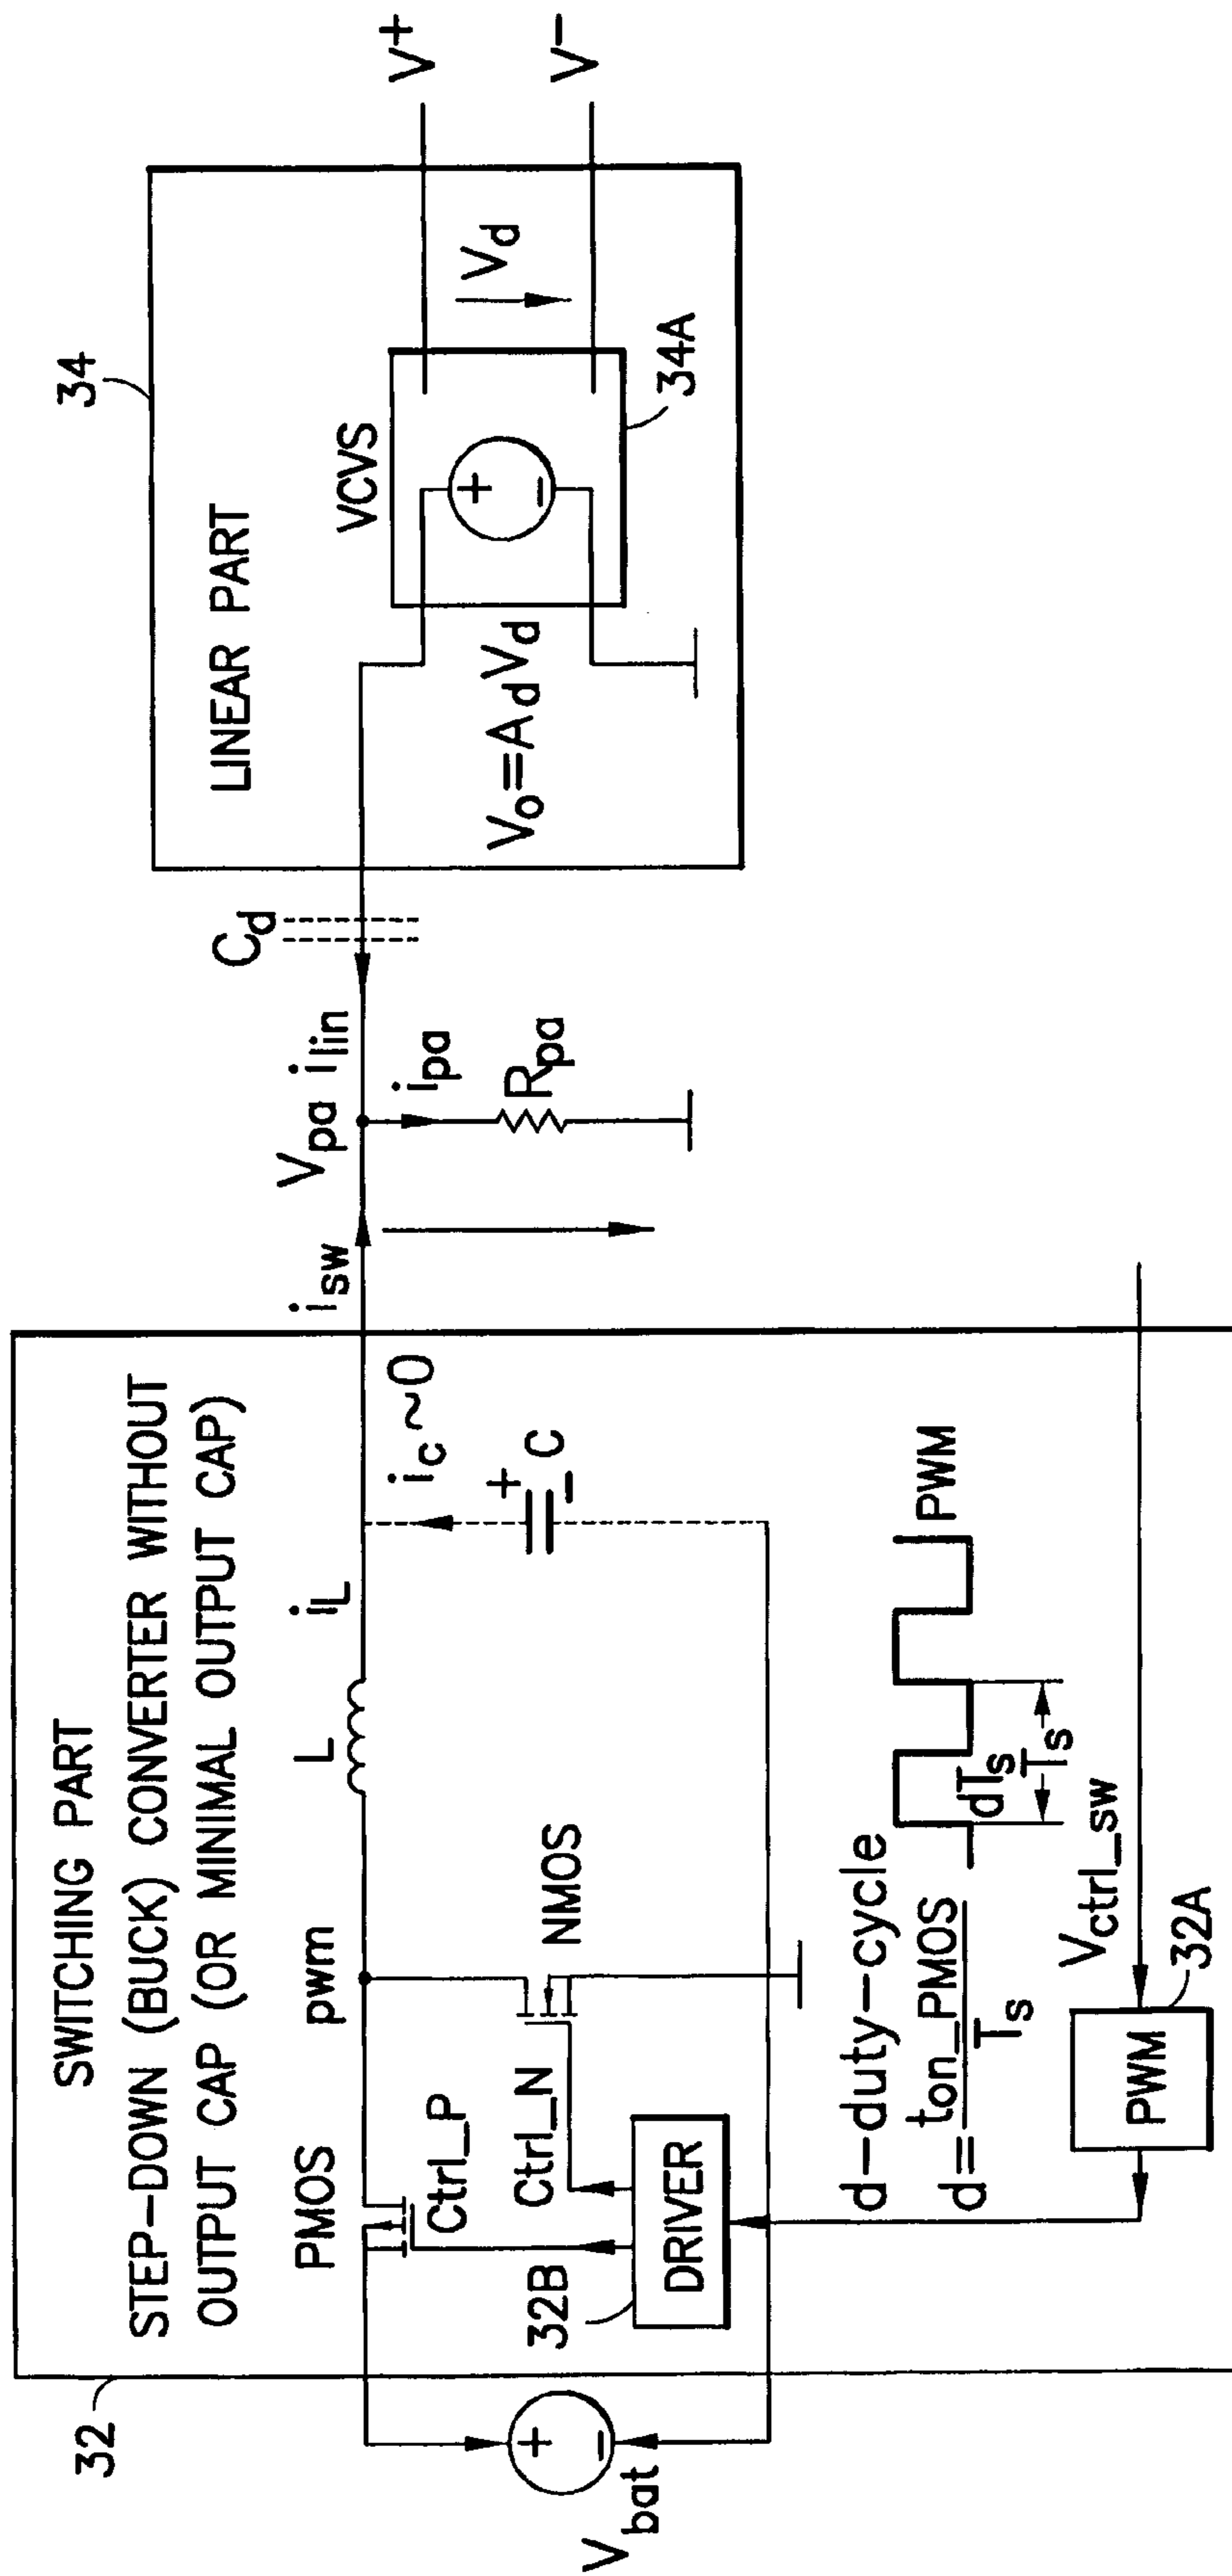 32
SWITCHING PART
STEP-DOWN (BUCK) CONVERTER WITHOUT
OUTPUT CAP (OR MINIMAL OUTPUT CAP)
PMOS
pwm
L
iL
Ctrl_P
Ctrl_N
NMOS
ic~0
+
C
-
Vbat
+
-
32B
DRIVER
d-duty-cycle
d=ton_PMOS/Ts
dTs
Ts
PWM
PWM
32A
Vctrl_sw
isw
Vpa
ilin
ipa
Rpa
Cd
34
LINEAR PART
VCVS
+
-
Vo=AdVd
34A
Vd
V+
V-